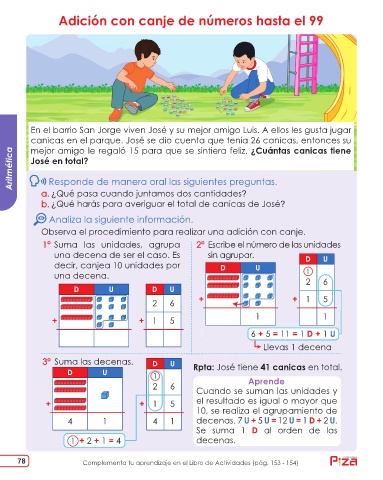 Adición con canje de números hasta el 99
En el barrio San Jorge viven José y su mejor amigo Luis. A ellos les gusta jugar
canicas en el parque. José se dio cuenta que tenía 26 canicas, entonces su
mejor amigo le regaló 15 para que se sintiera feliz. ¿Cuántas canicas tiene
José en total?
Aritmética
Responde de manera oral las siguientes preguntas.
a. ¿Qué pasa cuando juntamos dos cantidades?
b. ¿Qué harás para averiguar el total de canicas de José?
Analiza la siguiente información.
Observa el procedimiento para realizar una adición con canje.
1° Suma las unidades, agrupa
una decena de ser el caso. Es
decir, canjea 10 unidades por
una decena.
D U D U
2 6
+ + 1 5
2° Escribe el número de las unidades
sin agrupar.
D U D U
1
2 6
+ + 1 5
1 1
6 + 5 = 11 = 1 D + 1 U
Llevas 1 decena
3° Suma las decenas.
D U D U
1
2 6
+ + 1 5
4 1 4 1
1 + 2 + 1 = 4
Rpta: José tiene 41 canicas en total.
Aprende
Cuando se suman las unidades y
el resultado es igual o mayor que
10, se realiza el agrupamiento de
decenas. 7 U + 5 U = 12 U = 1 D + 2 U.
Se suma 1 D al orden de las
decenas.
78
Complementa tu aprendizaje en el Libro de Actividades (pág. 153 - 154)
Piza